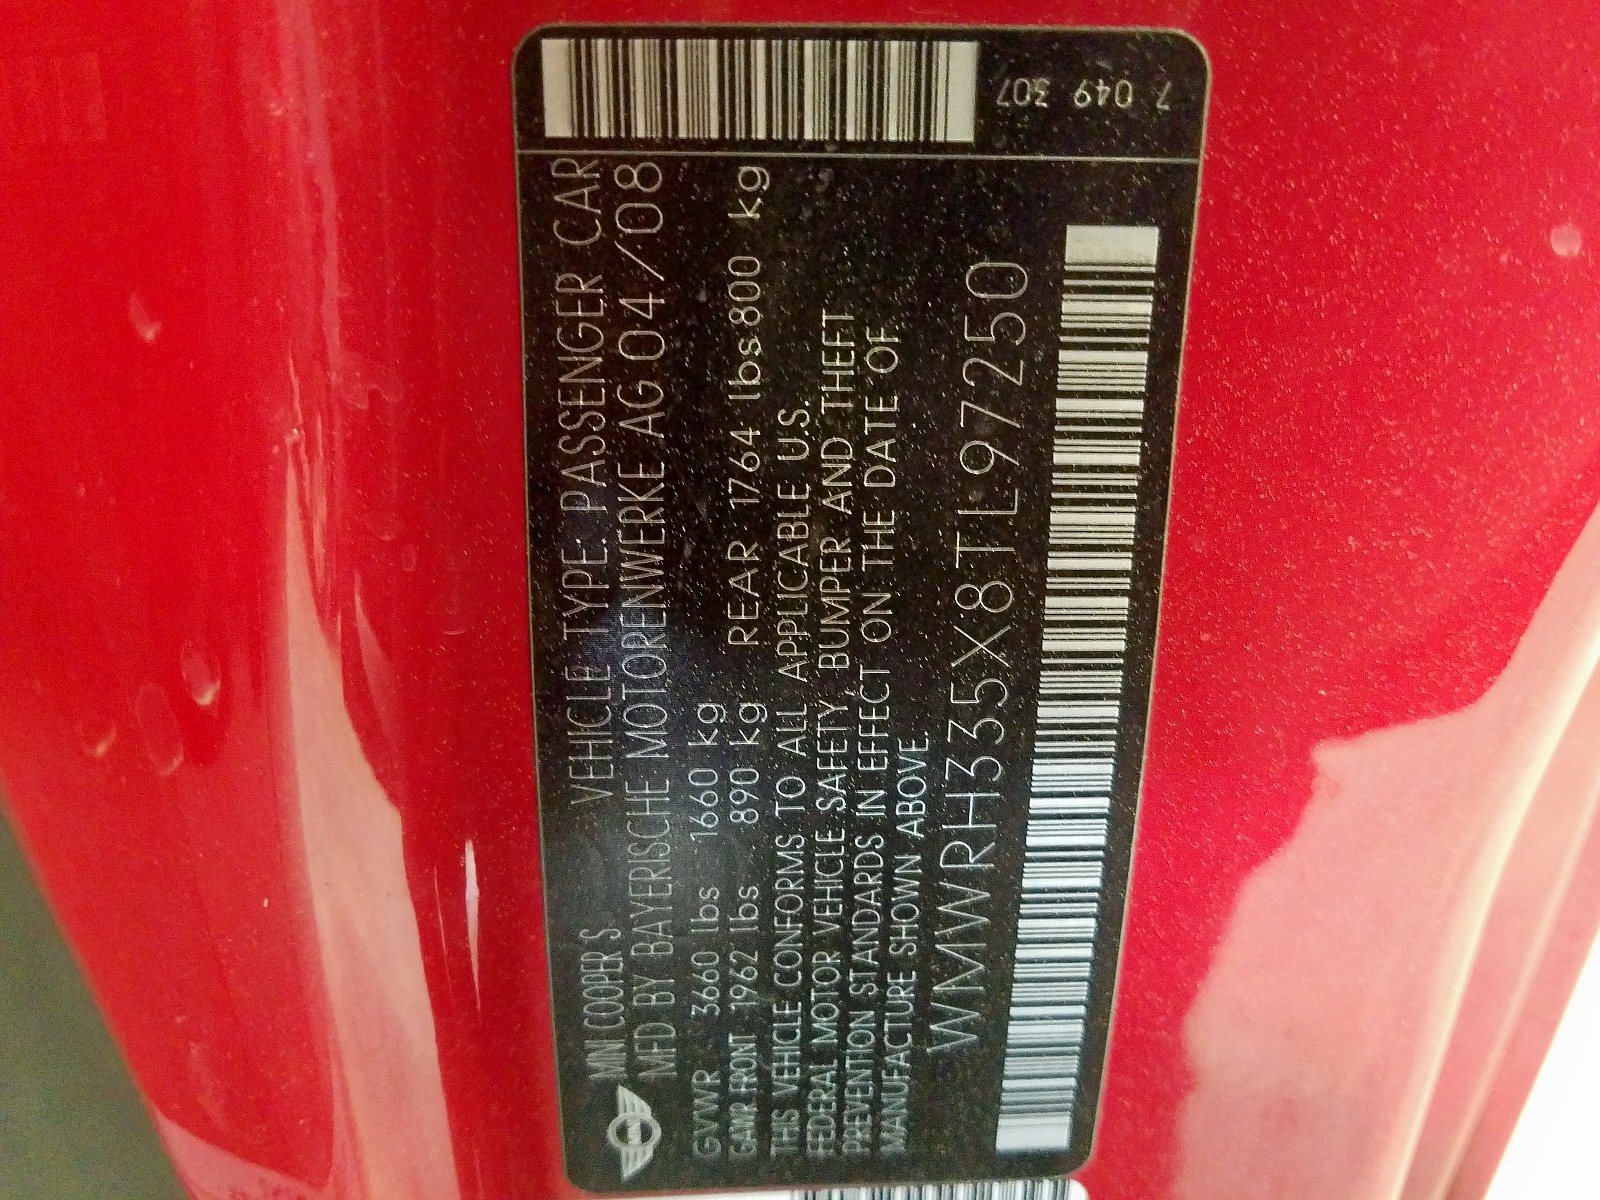 MINI COOPER S VEHICLE TYPE: PASSENGER CAR
MFD BY BAYERISCHE MOTORENWERKE AG 04/08
GVWR 3660 lbs 1660 kg
GAWR FRONT 1962 lbs 890 kg REAR 1764 lbs 800 kg
THIS VEHICLE CONFORMS TO ALL APPLICABLE U.S.
FEDERAL MOTOR VEHICLE SAFETY, BUMPER AND THEFT
PREVENTION STANDARDS IN EFFECT ON THE DATE OF
MANUFACTURE SHOWN ABOVE.
WMWRH335X8TL97250
7 049 307